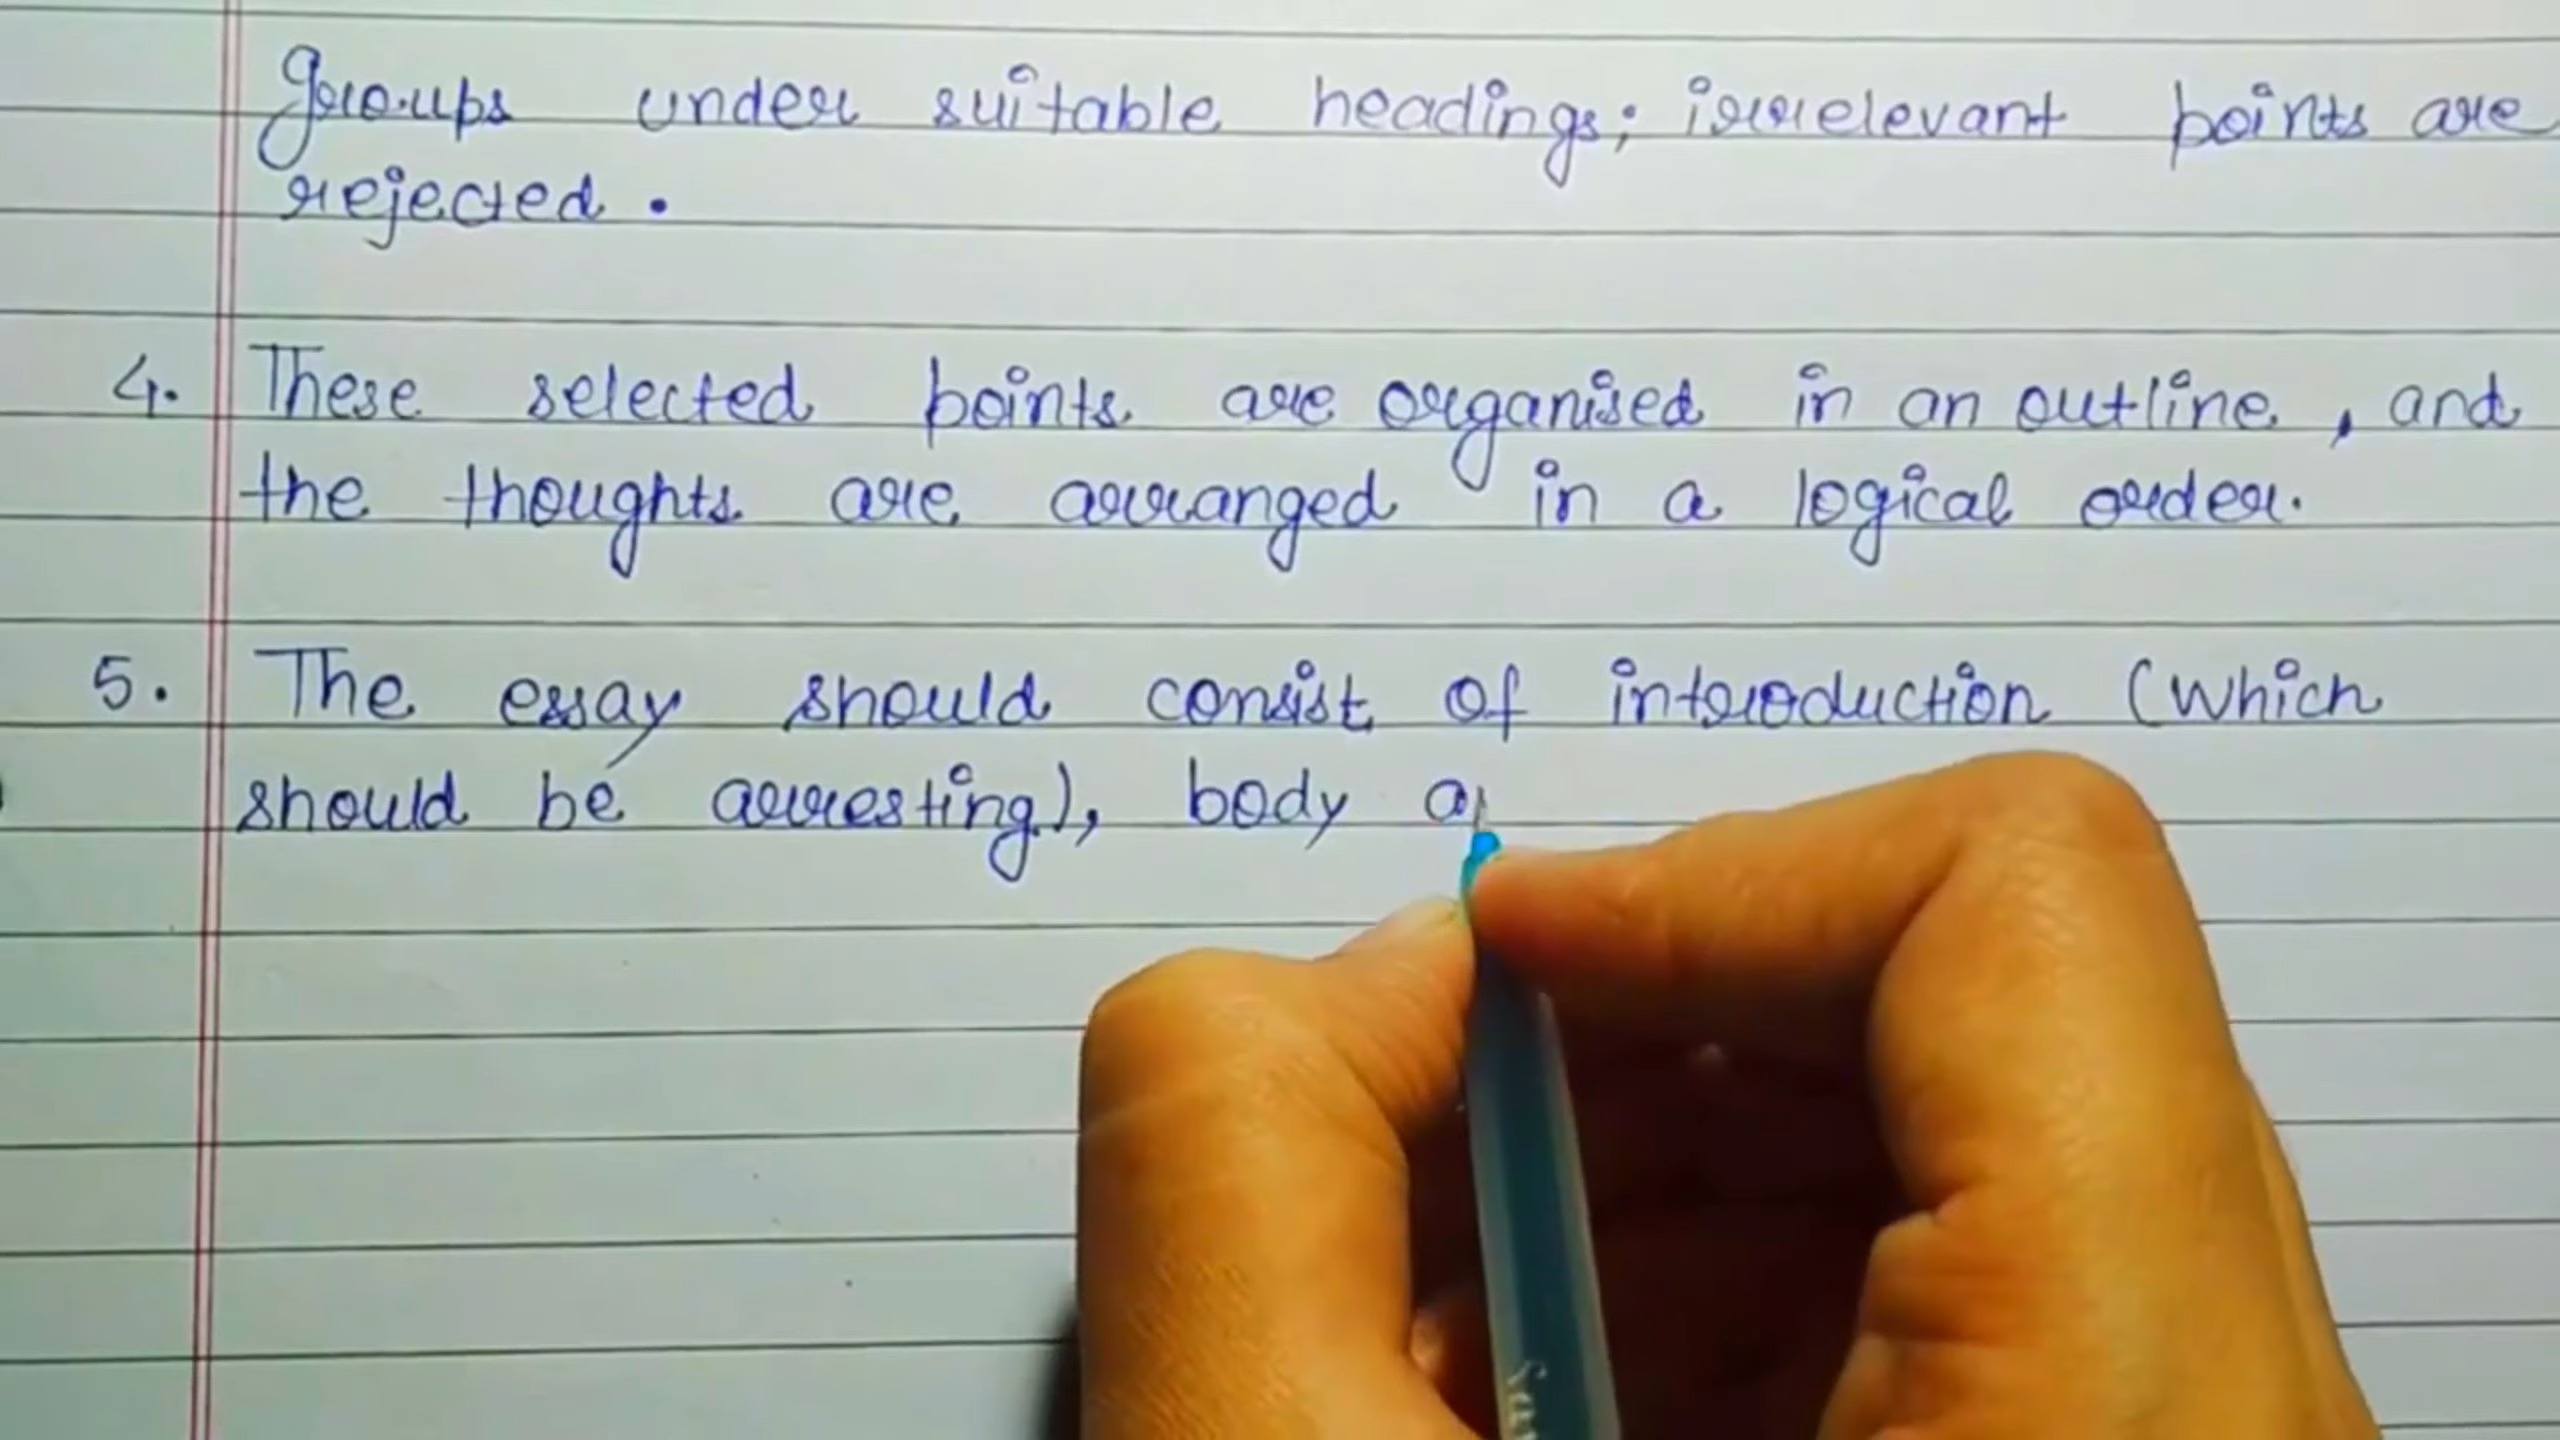 groups under suitable headings; irrelevant points are
rejected.
4. These selected points are organised in an outline, and
the thoughts are arranged in a logical order.
5. The essay should consist of introduction (which
should be arresting), body a